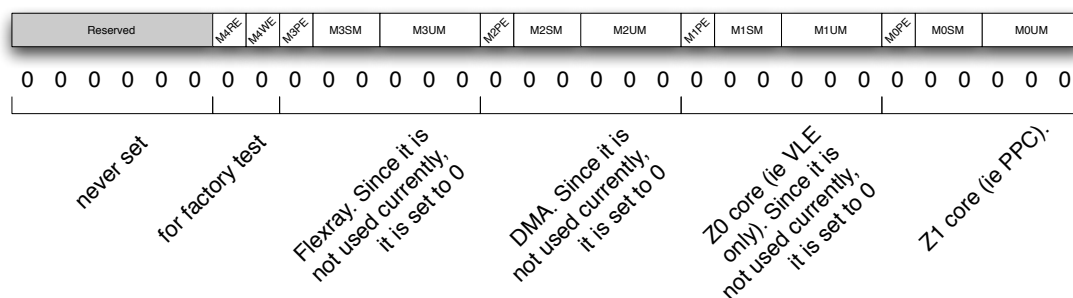 Reserved M4RE M4WE M3PE M3SM M3UM M2PE M2SM M2UM M1PE M1SM M1UM M0PE M0SM M0UM
0 0 0 0 0 0 0 0 0 0 0 0 0 0 0 0 0 0 0 0 0 0 0 0 0 0 0 0 0 0 0 0
never set
for factory test
Flexray. Since it is
not used currently,
it is set to 0
DMA. Since it is
not used currently,
it is set to 0
Z0 core (ie VLE
only). Since it is
not used currently,
it is set to 0
Z1 core (ie PPC).